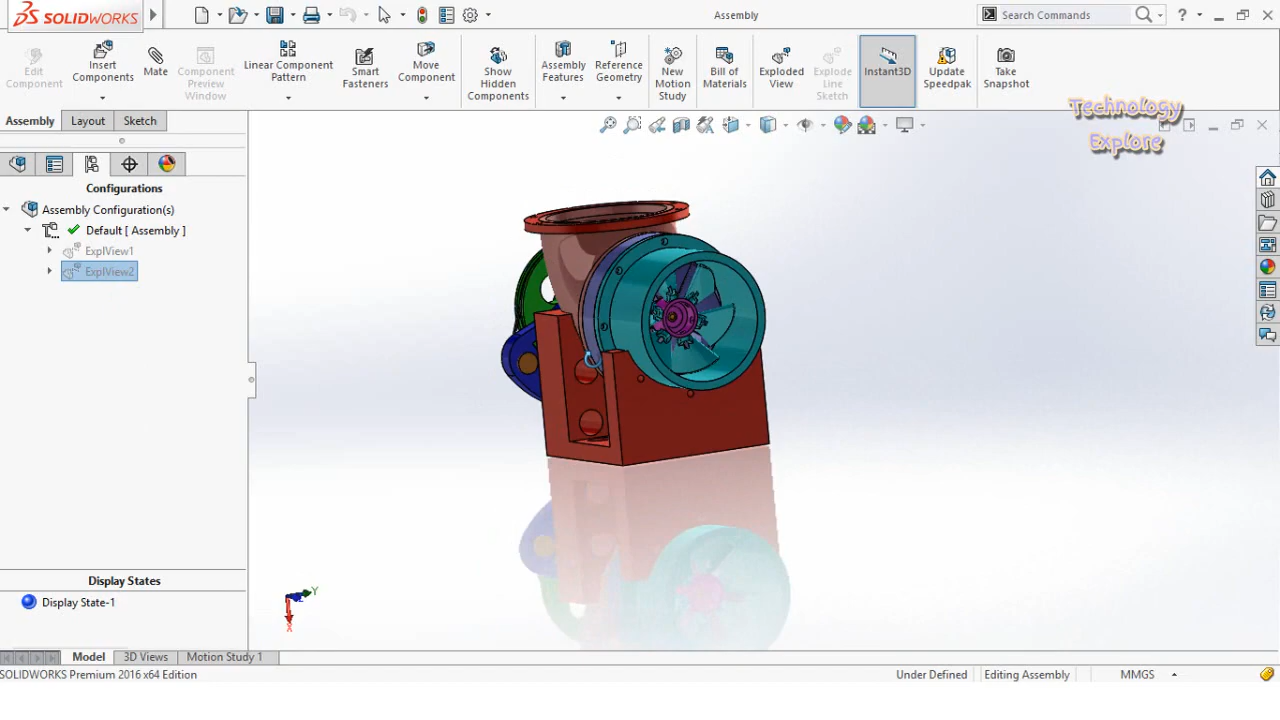 SOLIDWORKS
Assembly
Search Commands
?
Edit Component
Insert Components
Mate
Component Preview Window
Linear Component Pattern
Smart Fasteners
Move Component
Show Hidden Components
Assembly Features
Reference Geometry
New Motion Study
Bill of Materials
Exploded View
Explode Line Sketch
Instant3D
Update Speedpak
Take Snapshot
Technology
Explore
Assembly
Layout
Sketch
Configurations
Assembly Configuration(s)
Default [ Assembly ]
ExplView1
ExplView2
Display States
Display State-1
Y
X
Model
3D Views
Motion Study 1
SOLIDWORKS Premium 2016 x64 Edition
Under Defined
Editing Assembly
MMGS